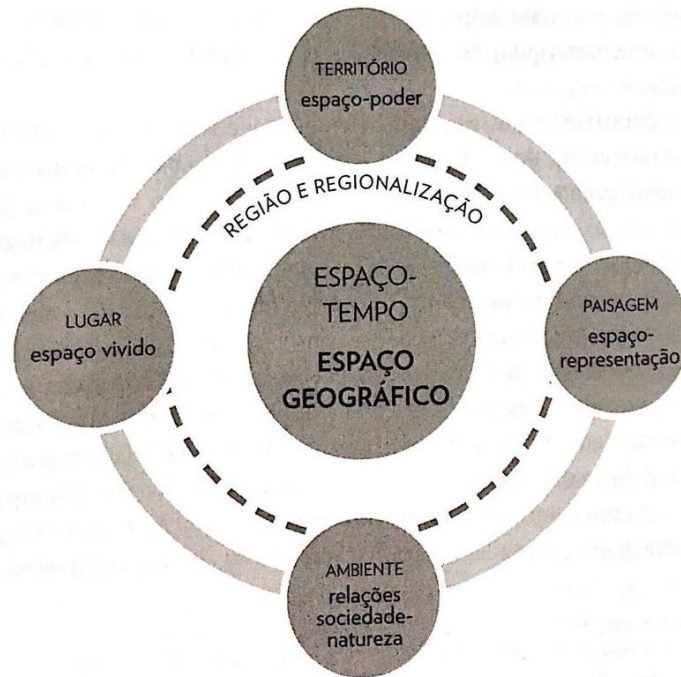 TERRITÓRIO
espaço-poder
REGIÃO E REGIONALIZAÇÃO
LUGAR
espaço vivido
ESPAÇO-
TEMPO
ESPAÇO
GEOGRÁFICO
PAISAGEM
espaço-
representação
AMBIENTE
relações
sociedade-
natureza